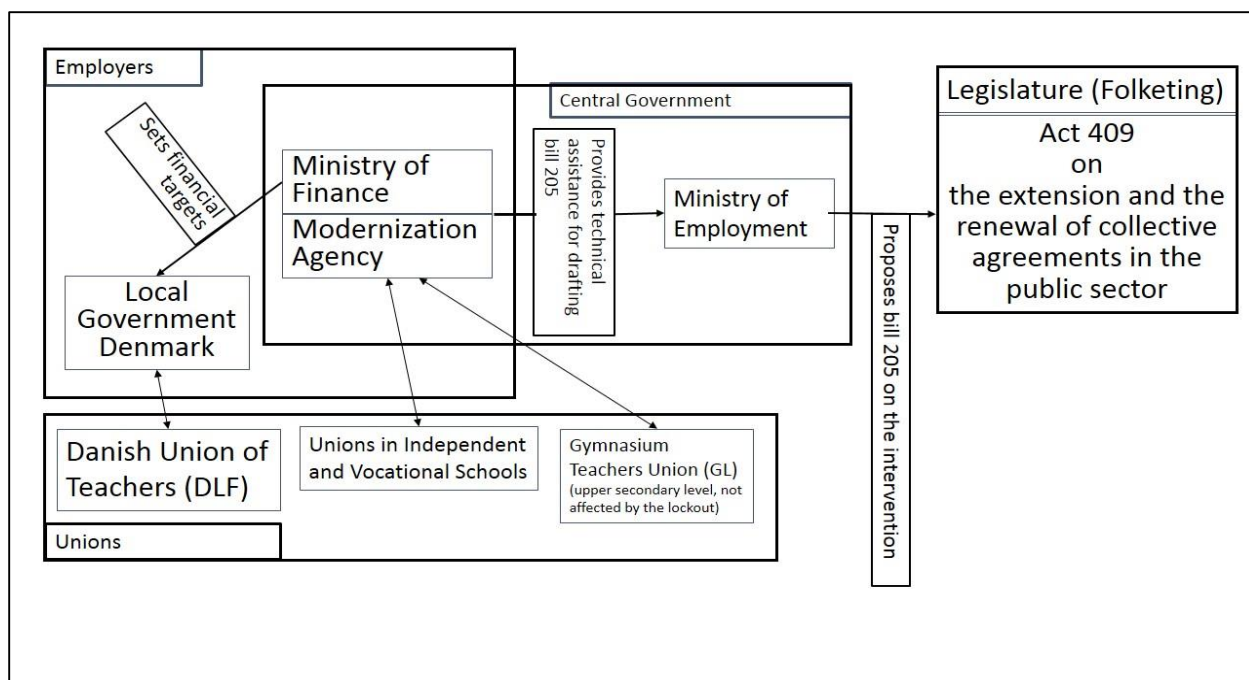 Employers
Central Government
Legislature (Folketing)
Act 409
on
the extension and the
renewal of collective
agreements in the
public sector
Sets financial
targets
Ministry of
Finance
Modernization
Agency
Provides technical
assistance for drafting
bill 205
Ministry of
Employment
Proposes bill 205 on the intervention
Local
Government
Denmark
Danish Union of
Teachers (DLF)
Unions in Independent
and Vocational Schools
Gymnasium
Teachers Union (GL)
(upper secondary level, not
affected by the lockout)
Unions